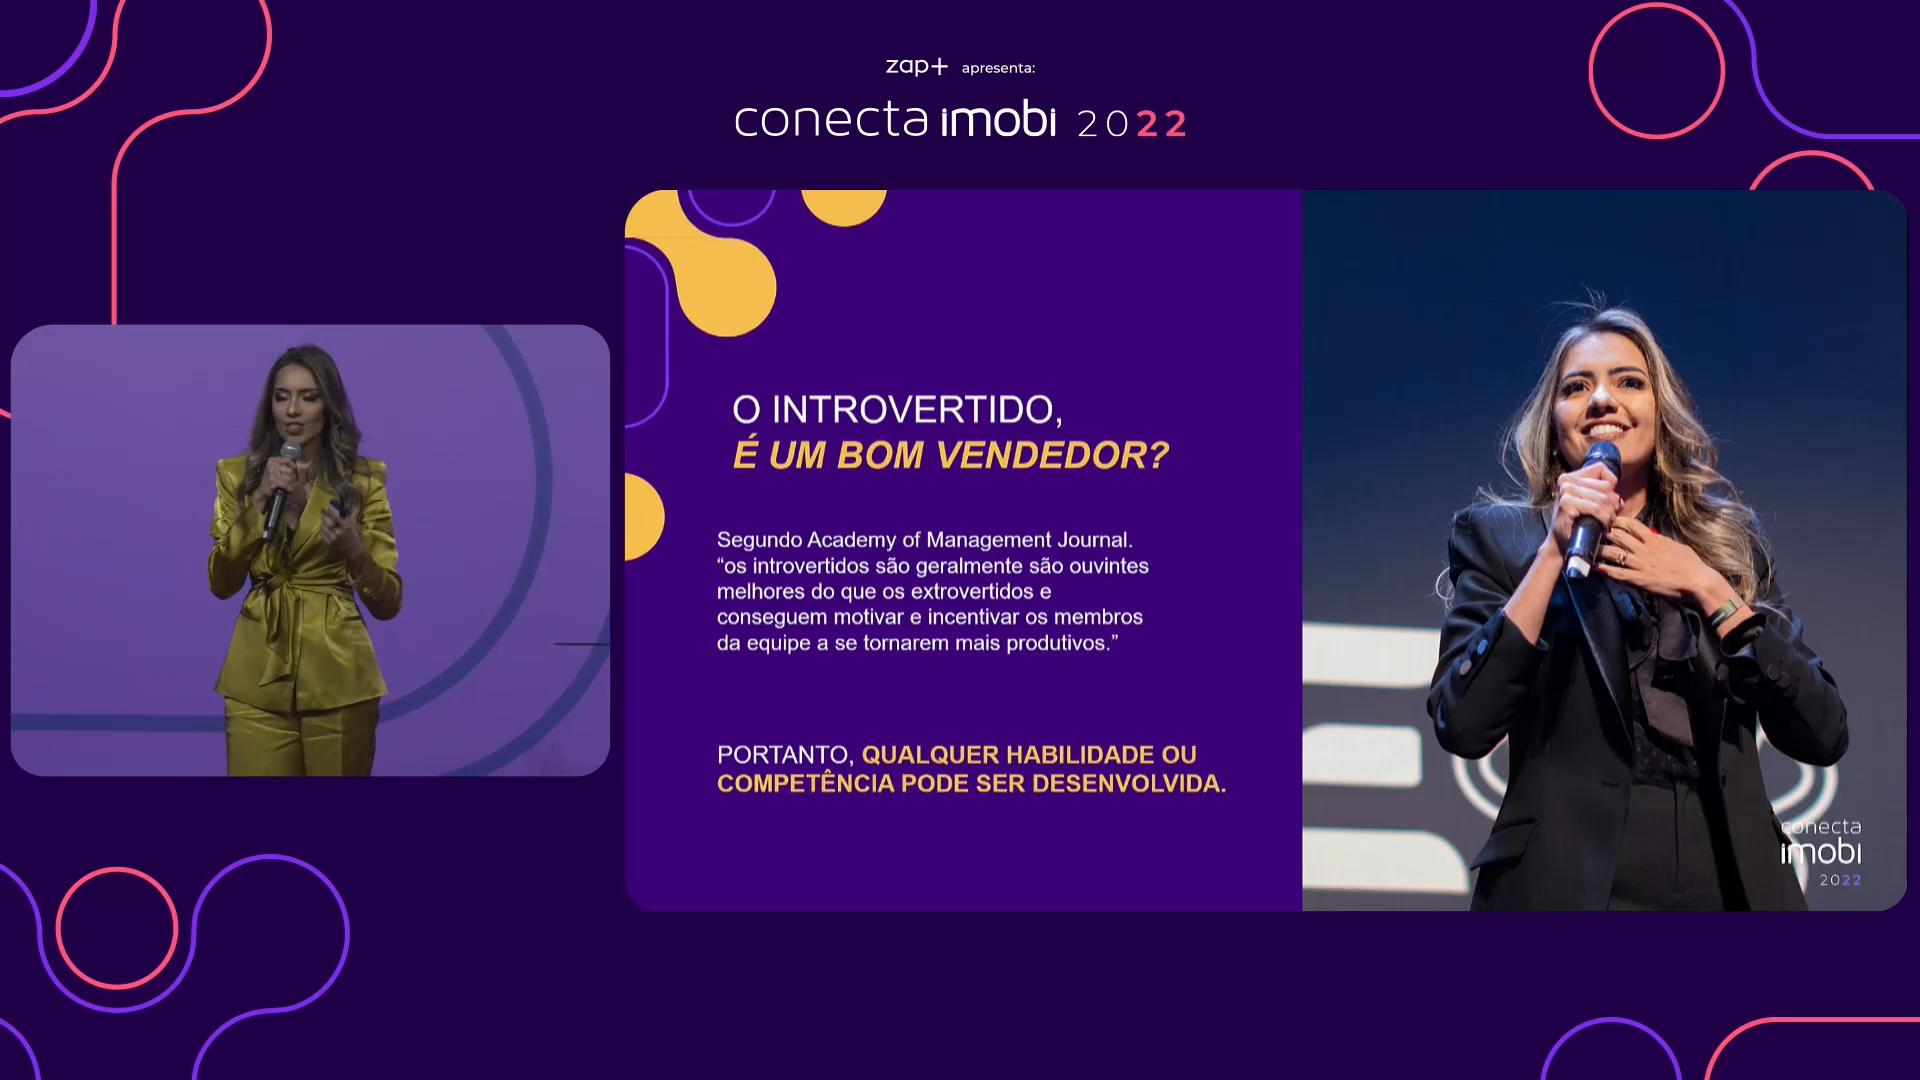 zap+ apresenta:
conecta imobi 2022
O INTROVERTIDO,
É UM BOM VENDEDOR?
Segundo Academy of Management Journal.
“os introvertidos são geralmente são ouvintes
melhores do que os extrovertidos e
conseguem motivar e incentivar os membros
da equipe a se tornarem mais produtivos.”
PORTANTO, QUALQUER HABILIDADE OU
COMPETÊNCIA PODE SER DESENVOLVIDA.
conecta
imobi
2022